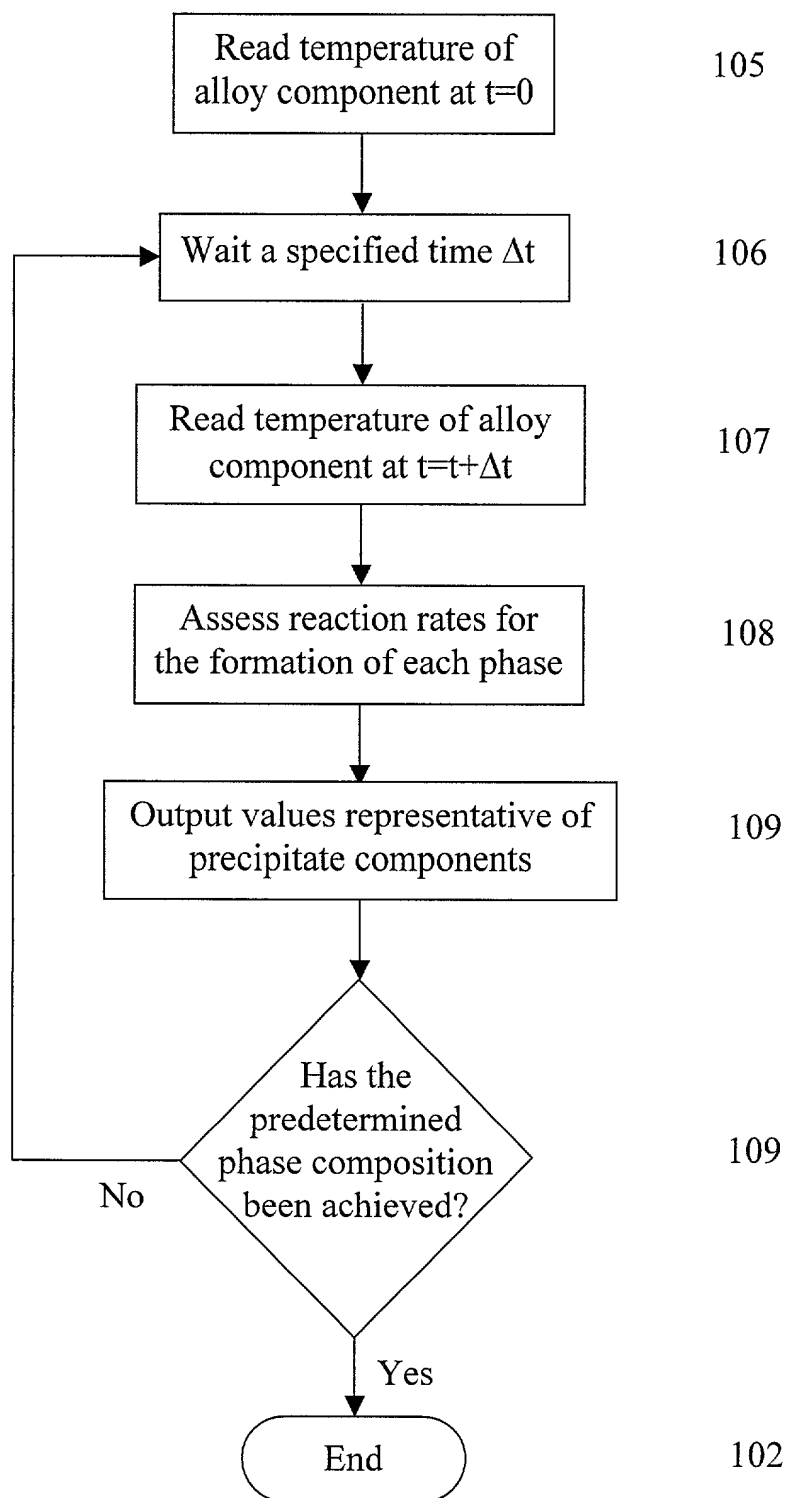 Read temperature of
alloy component at t=0
105
Wait a specified time Δt
106
Read temperature of alloy
component at t=t+Δt
107
Assess reaction rates for
the formation of each phase
108
Output values representative of
precipitate components
109
Has the
predetermined
phase composition
been achieved?
109
No
Yes
End
102